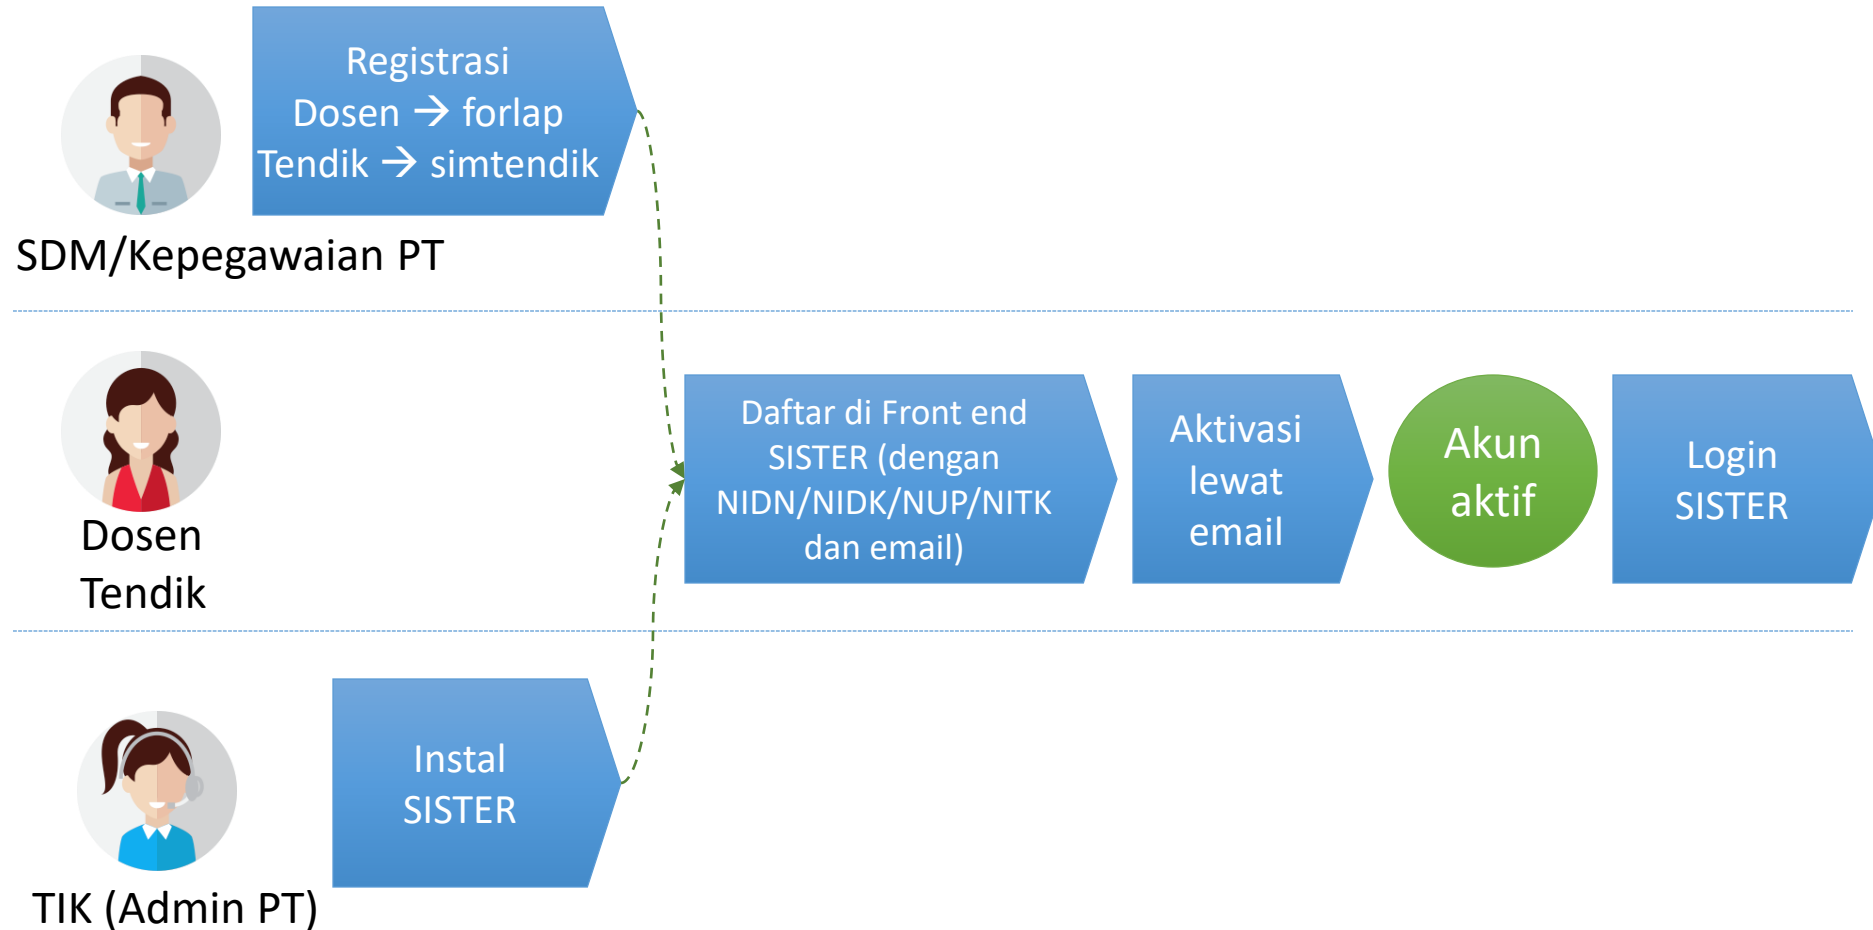 Registrasi
Dosen → forlap
Tendik → simtendik
SDM/Kepegawaian PT
Dosen
Tendik
Daftar di Front end
SISTER (dengan
NIDN/NIDK/NUP/NITK
dan email)
Aktivasi
lewat
email
Akun
aktif
Login
SISTER
Instal
SISTER
TIK (Admin PT)